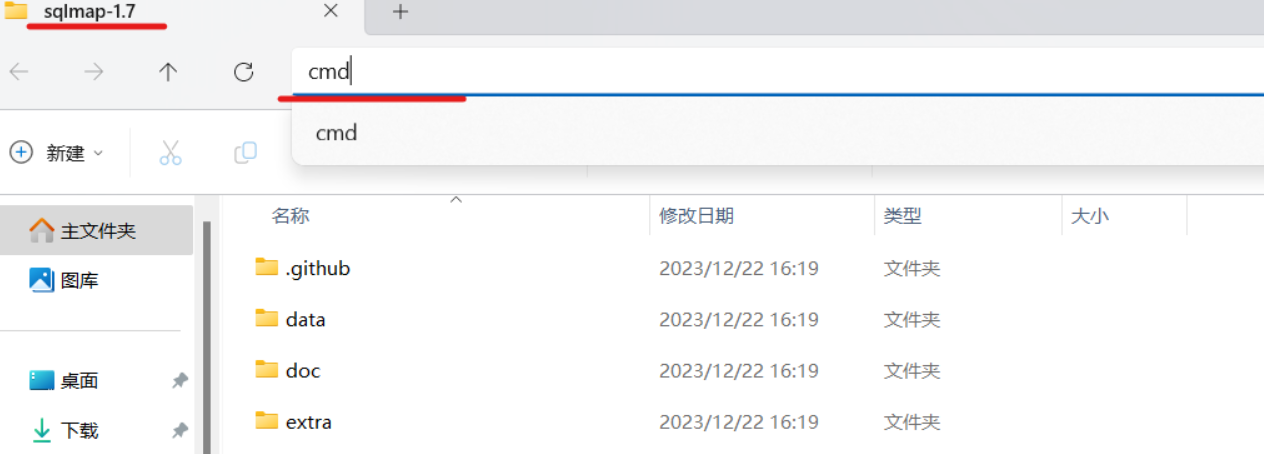 sqlmap-1.7
cmd
cmd
新建
名称 修改日期 类型 大小
主文件夹
.github 2023/12/22 16:19 文件夹
图库
data 2023/12/22 16:19 文件夹
桌面
doc 2023/12/22 16:19 文件夹
下载
extra 2023/12/22 16:19 文件夹